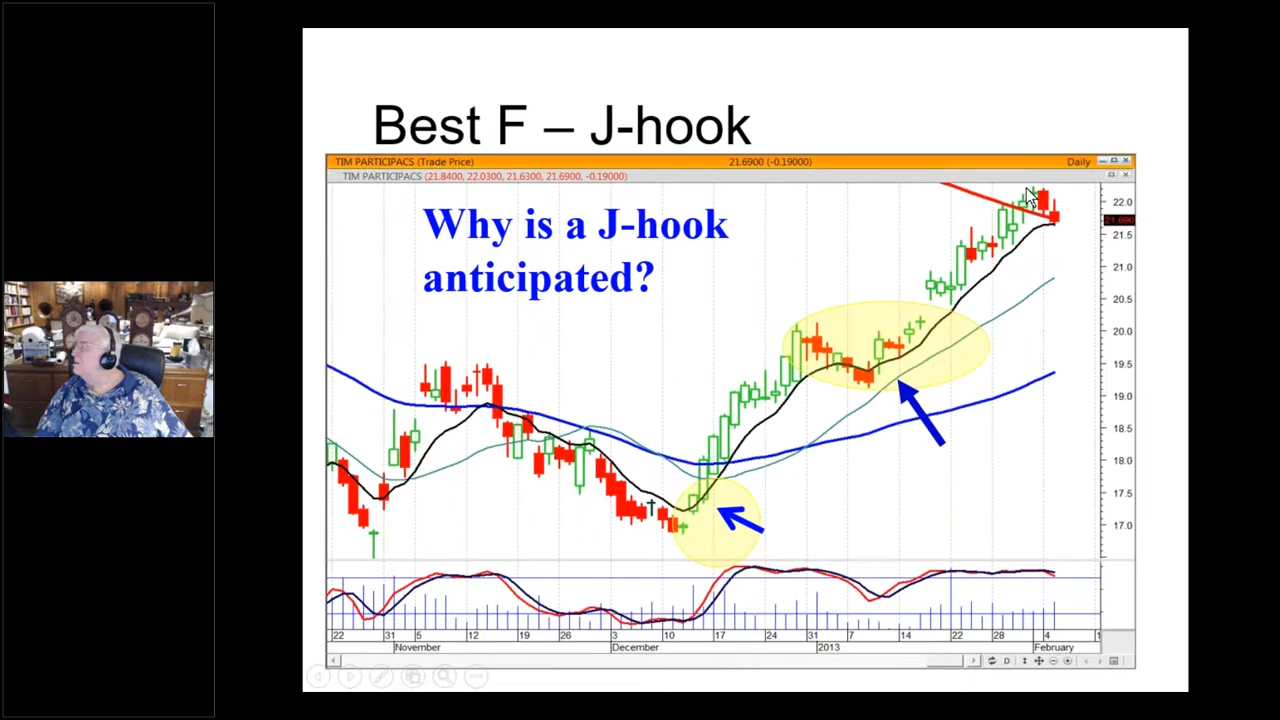 Best F – J-hook
TIM PARTICIPACS (Trade Price) 21.6900 (-0.19000) Daily
TIM PARTICIPACS (21.8400, 22.0300, 21.6300, 21.6900, -0.19000)
Why is a J-hook
anticipated?
22.0
21.690
21.5
21.0
20.5
20.0
19.5
19.0
18.5
18.0
17.5
17.0
22 31 5 12 19 26 3 10 17 24 31 7 14 22 28 4 1
November December 2013 February
D